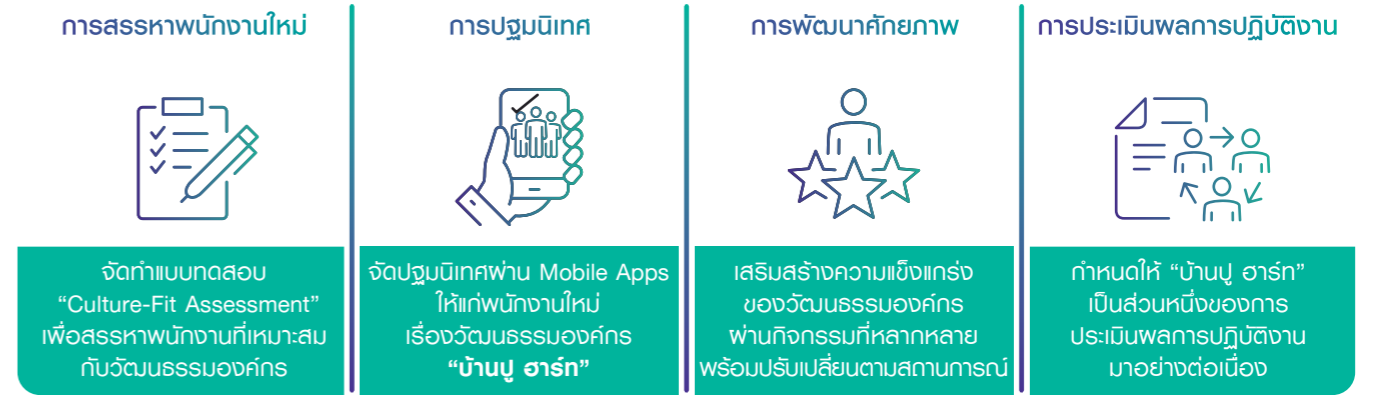 การสรรหาพนักงานใหม่
จัดทำแบบทดสอบ
“Culture-Fit Assessment”
เพื่อสรรหาพนักงานที่เหมาะสม
กับวัฒนธรรมองค์กร
การปฐมนิเทศ
จัดปฐมนิเทศผ่าน Mobile Apps
ให้แก่พนักงานใหม่
เรื่องวัฒนธรรมองค์กร
“บ้านปู ฮาร์ท”
การพัฒนาศักยภาพ
เสริมสร้างความแข็งแกร่ง
ของวัฒนธรรมองค์กร
ผ่านกิจกรรมที่หลากหลาย
พร้อมปรับเปลี่ยนตามสถานการณ์
การประเมินผลการปฏิบัติงาน
กำหนดให้ “บ้านปู ฮาร์ท”
เป็นส่วนหนึ่งของการ
ประเมินผลการปฏิบัติงาน
มาอย่างต่อเนื่อง